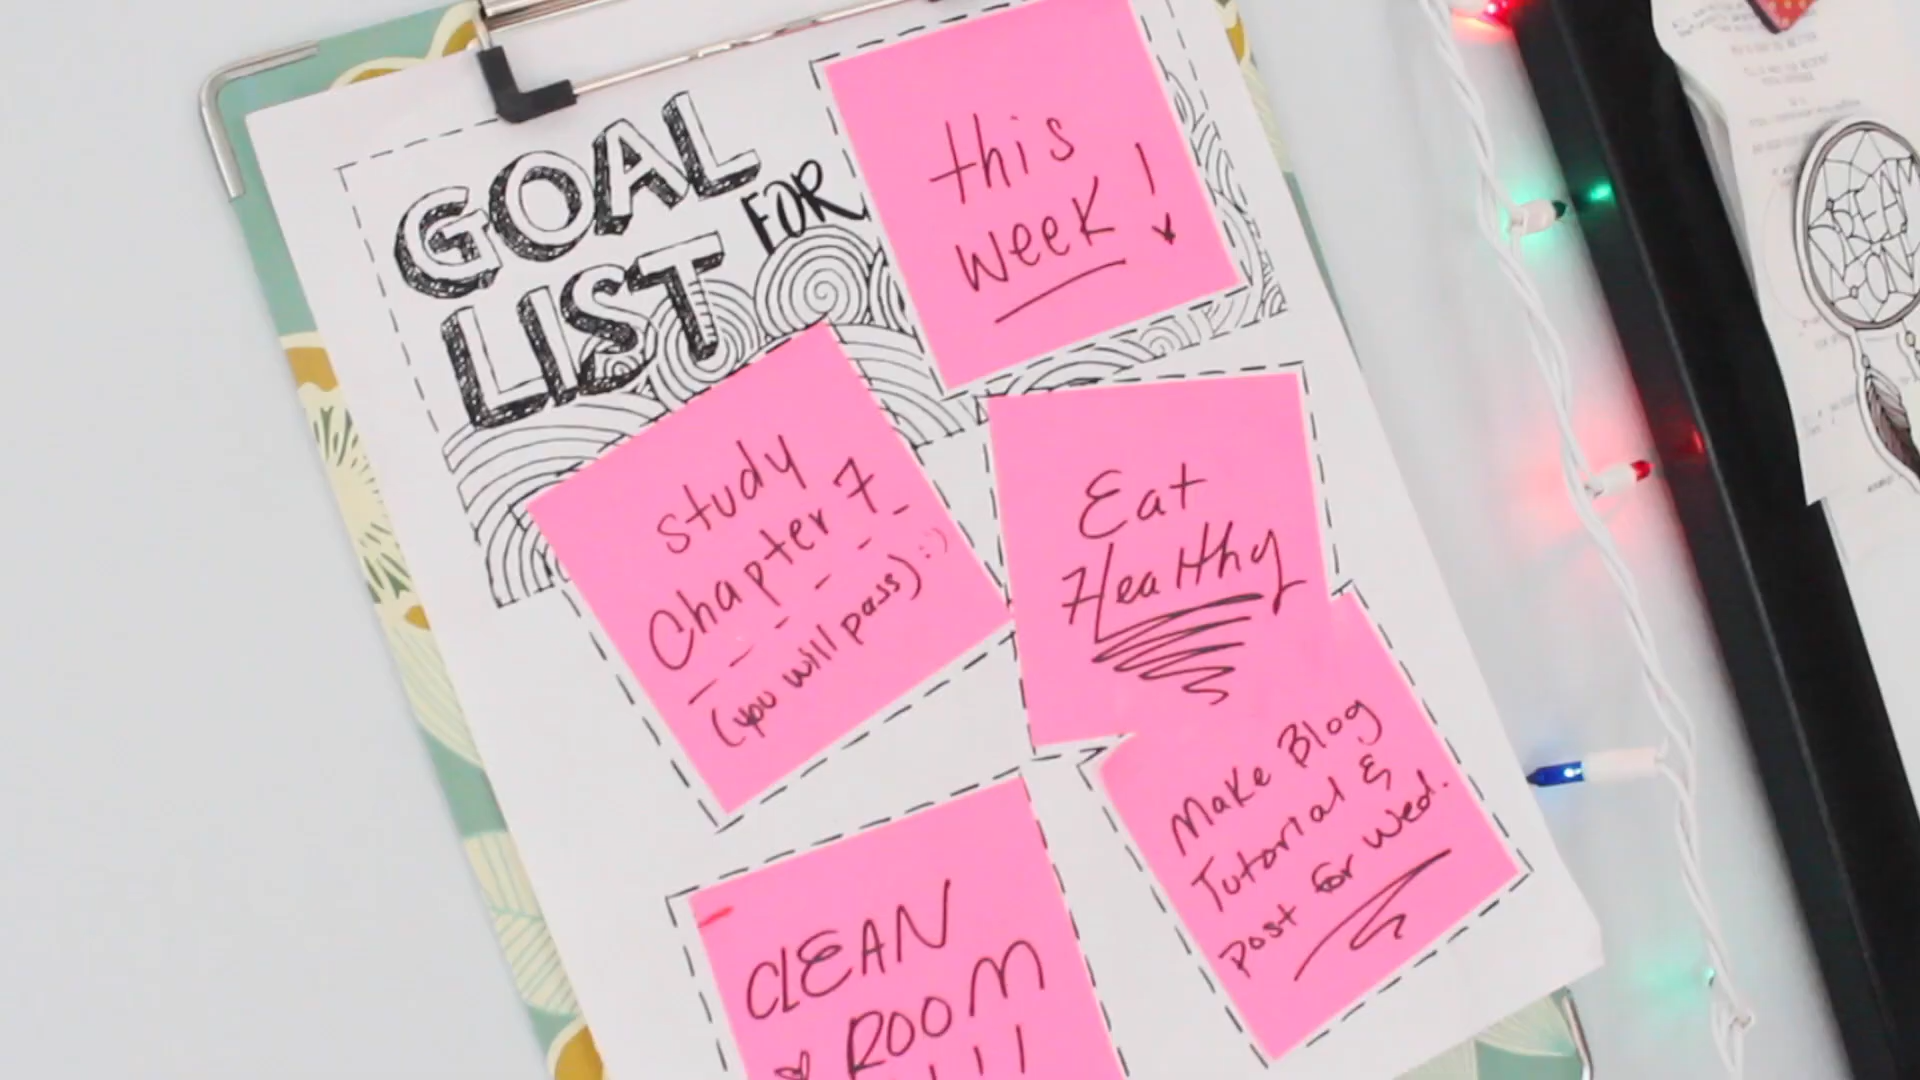 GOAL
LIST
FOR
this
week!
study
Chapter 7
(you will pass) :)
Eat
Healthy
Make Blog
Tutorial &
post for Wed.
CLEAN
ROOM
!!!